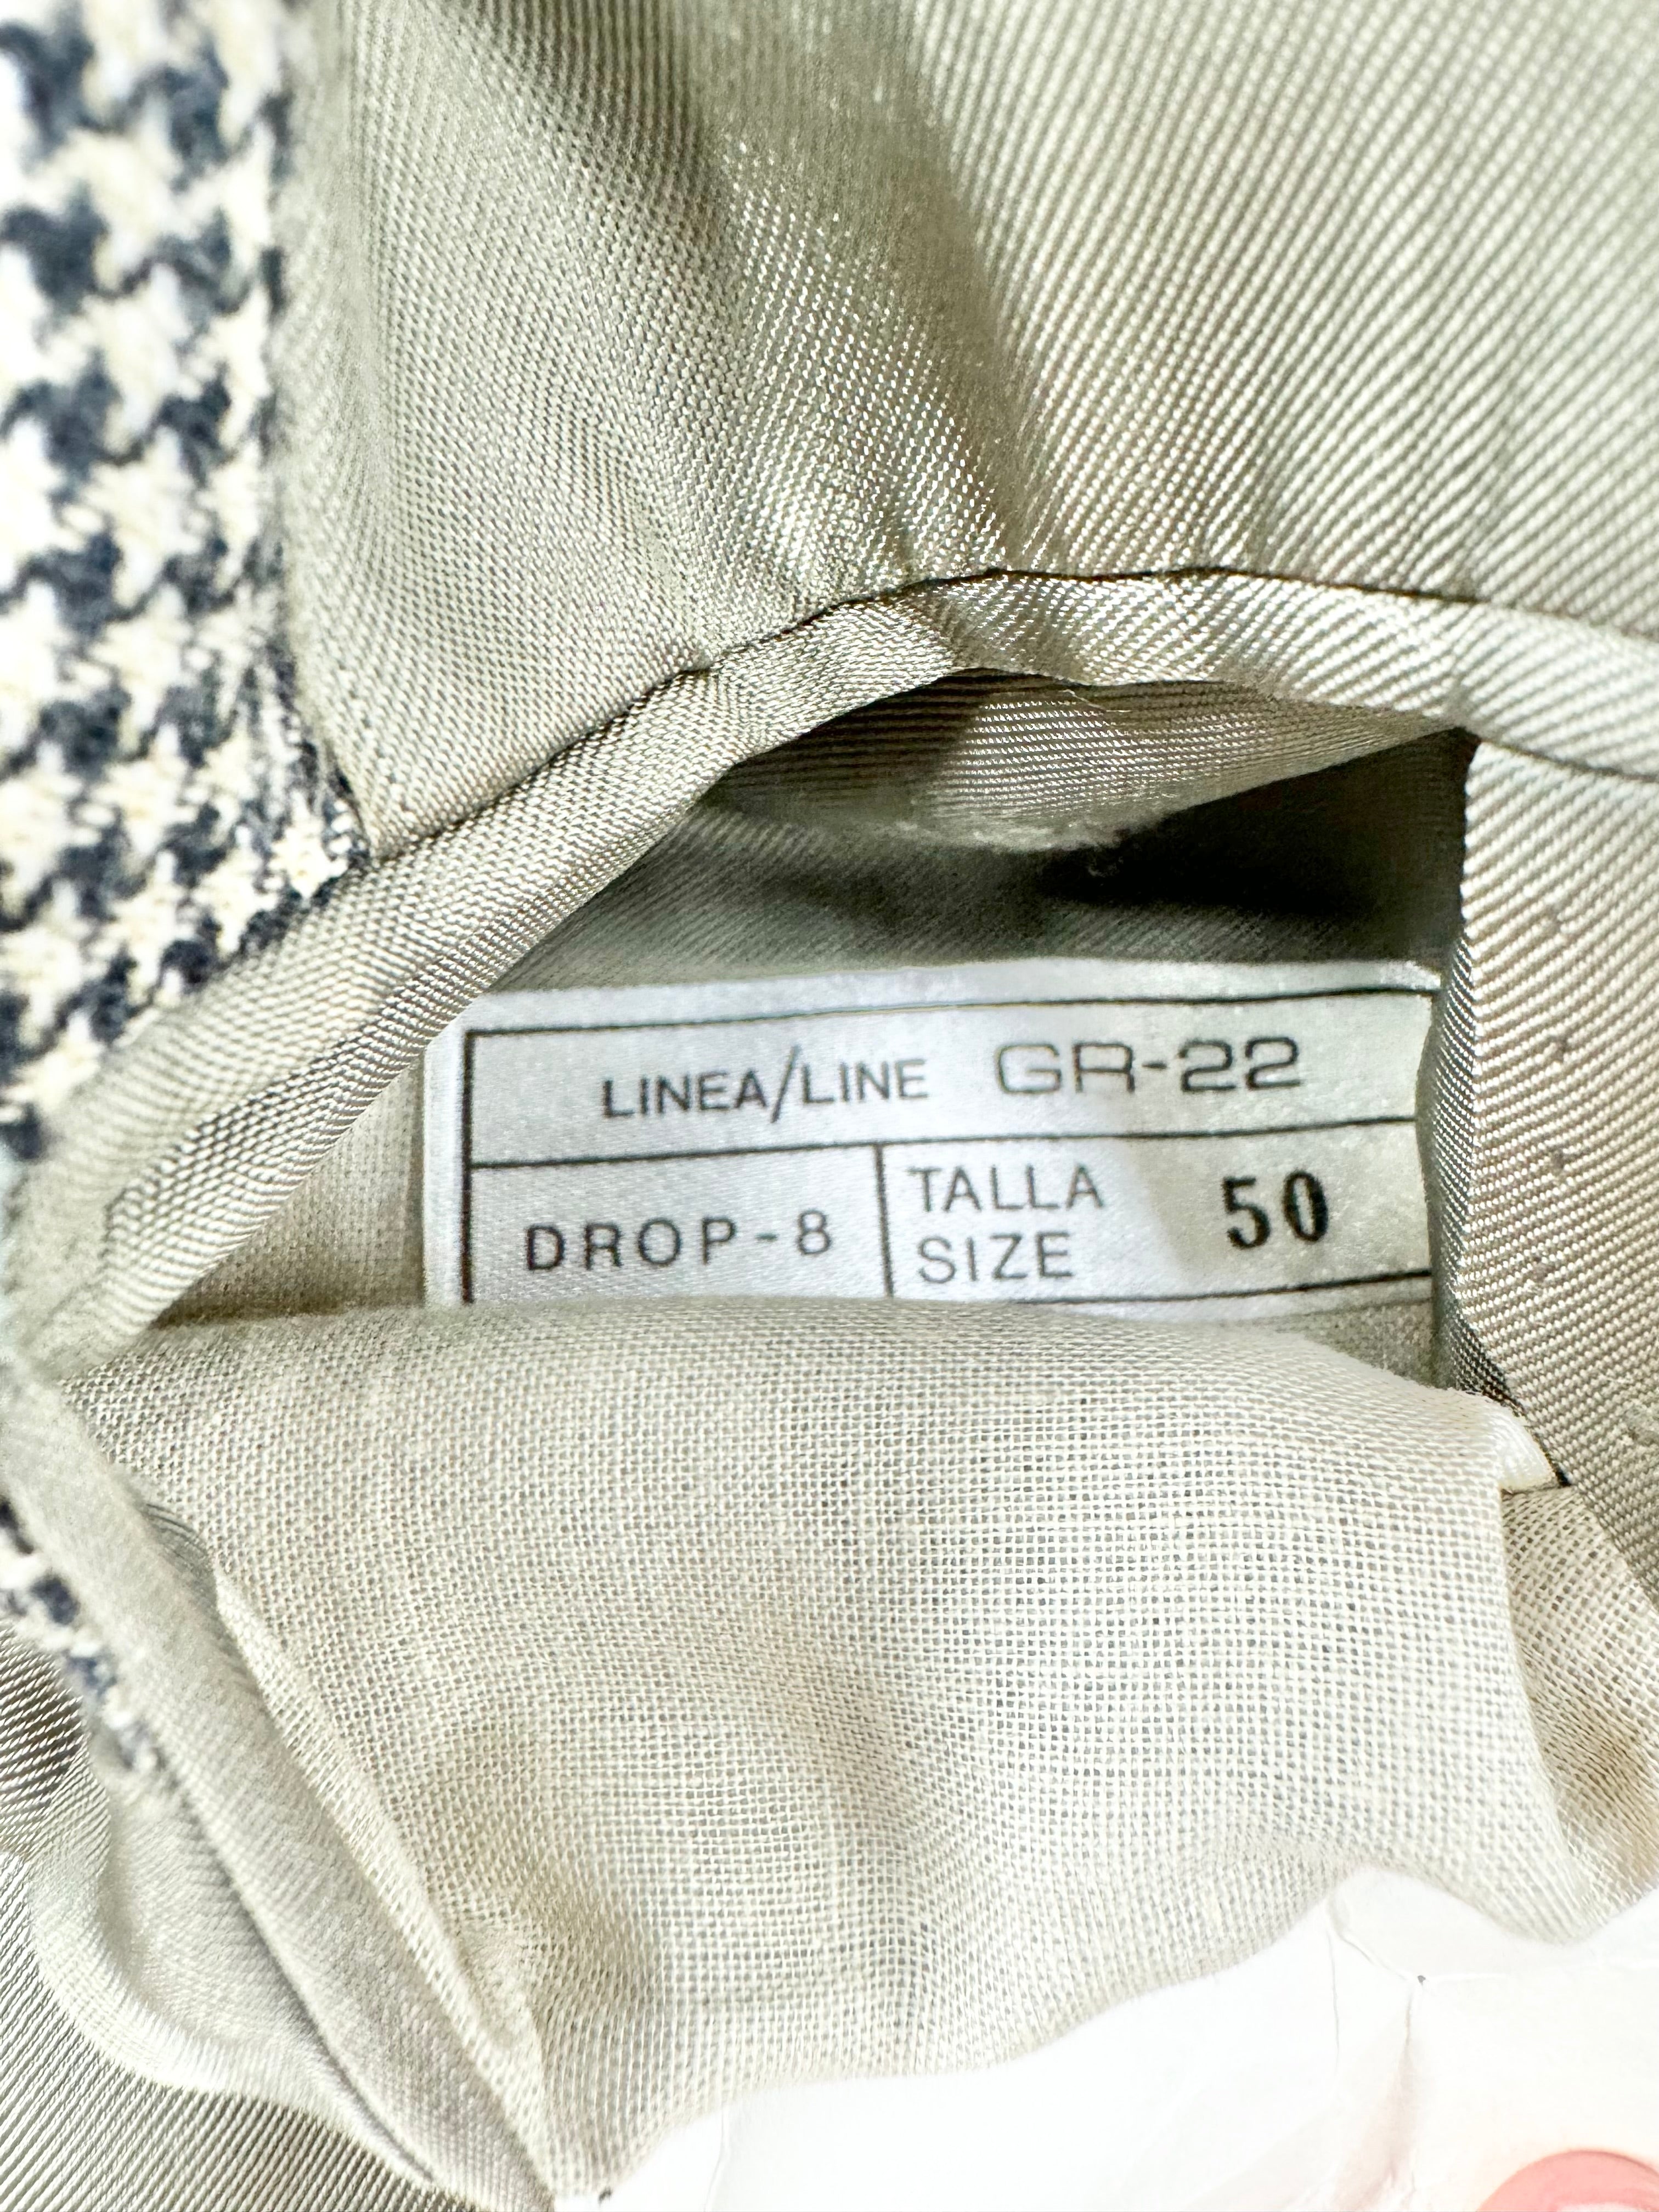 LINEA/LINE GR-22
DROP-8
TALLA
SIZE
50